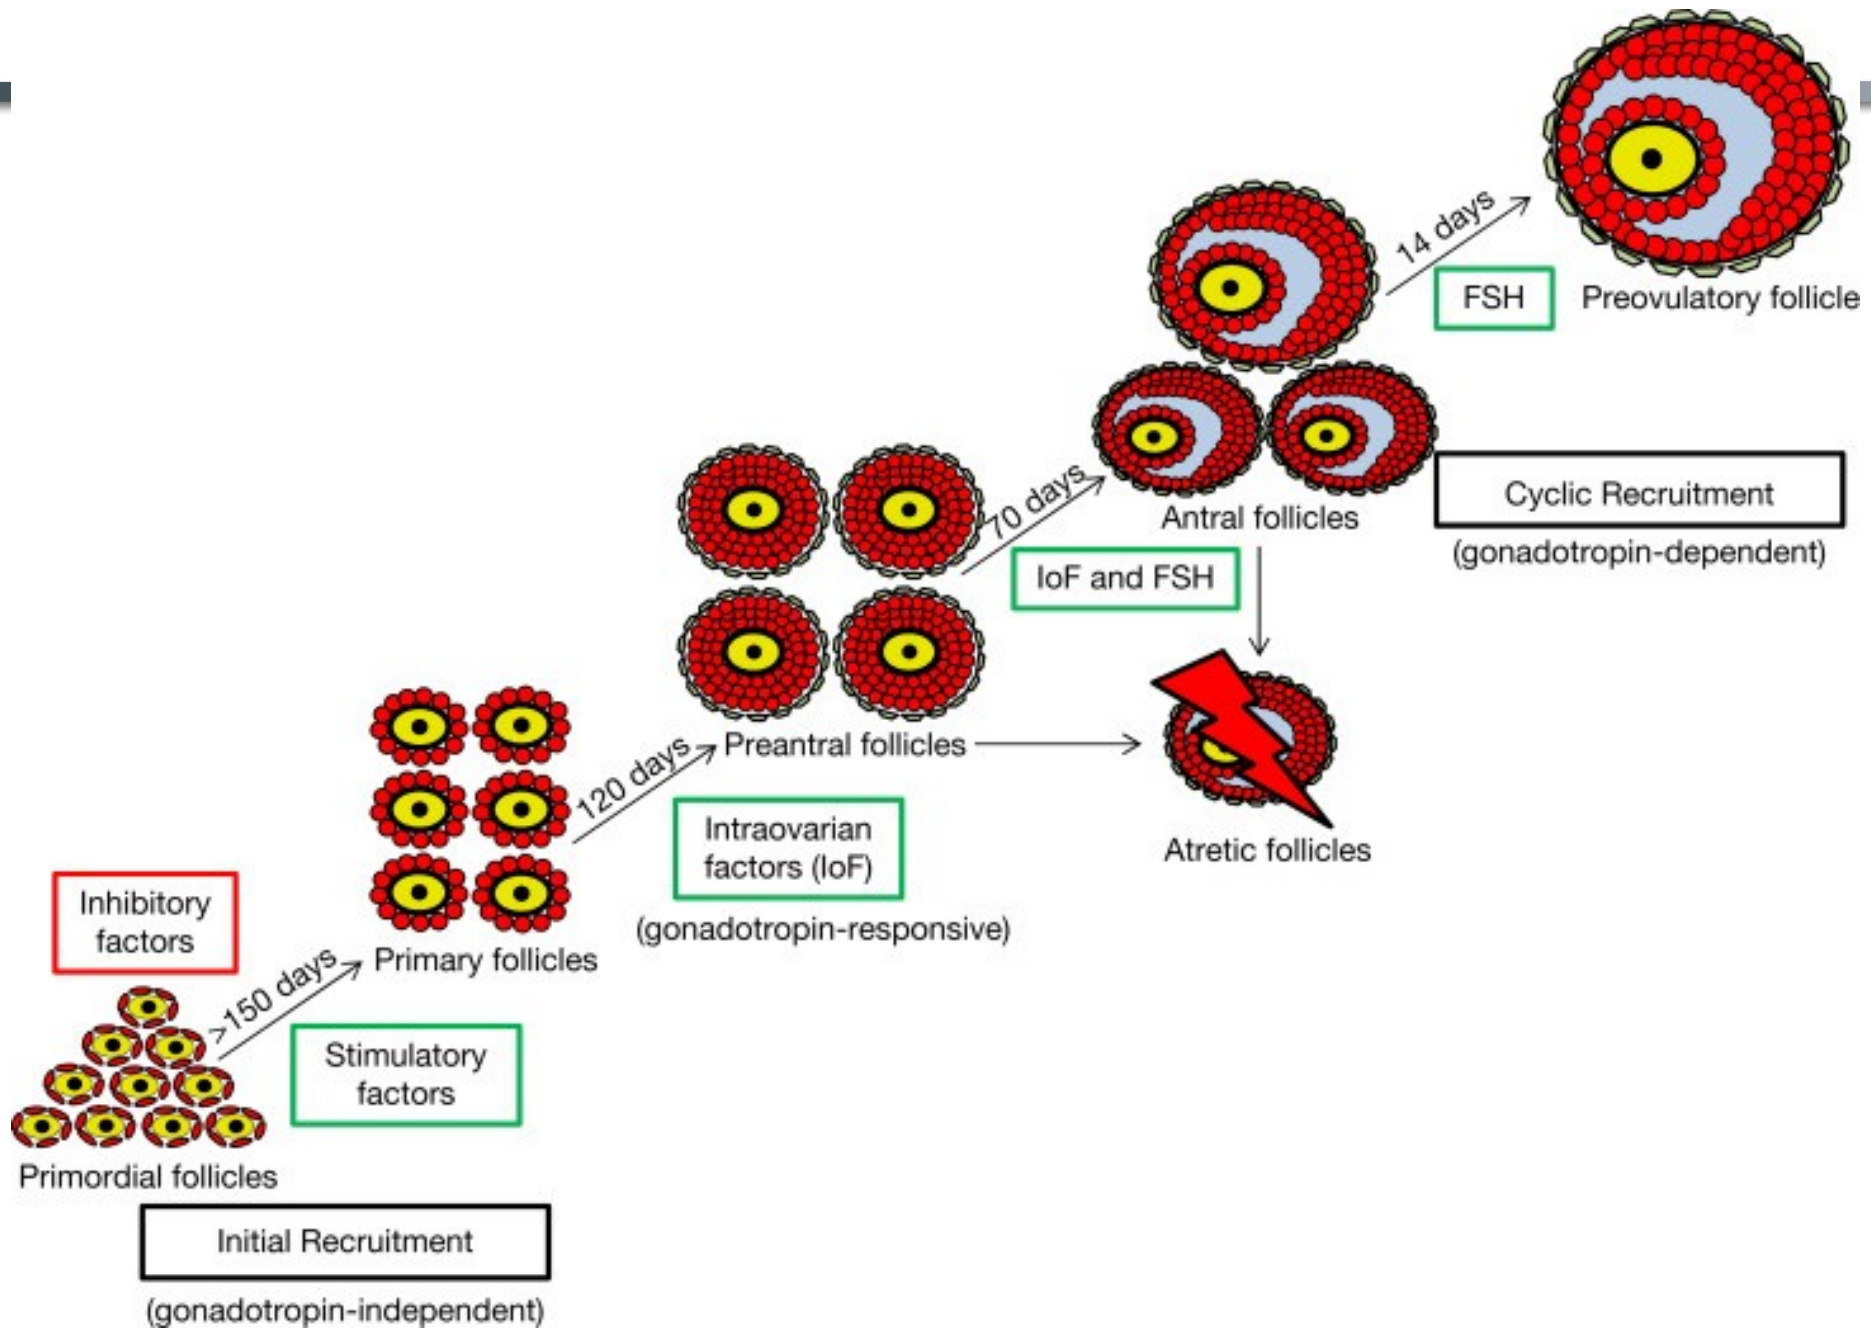 14 days
FSH
Preovulatory follicle
70 days
Antral follicles
Cyclic Recruitment
(gonadotropin-dependent)
IoF and FSH
120 days
Preantral follicles
Intraovarian
factors (IoF)
(gonadotropin-responsive)
Atretic follicles
Inhibitory
factors
>150 days
Primary follicles
Stimulatory
factors
Primordial follicles
Initial Recruitment
(gonadotropin-independent)